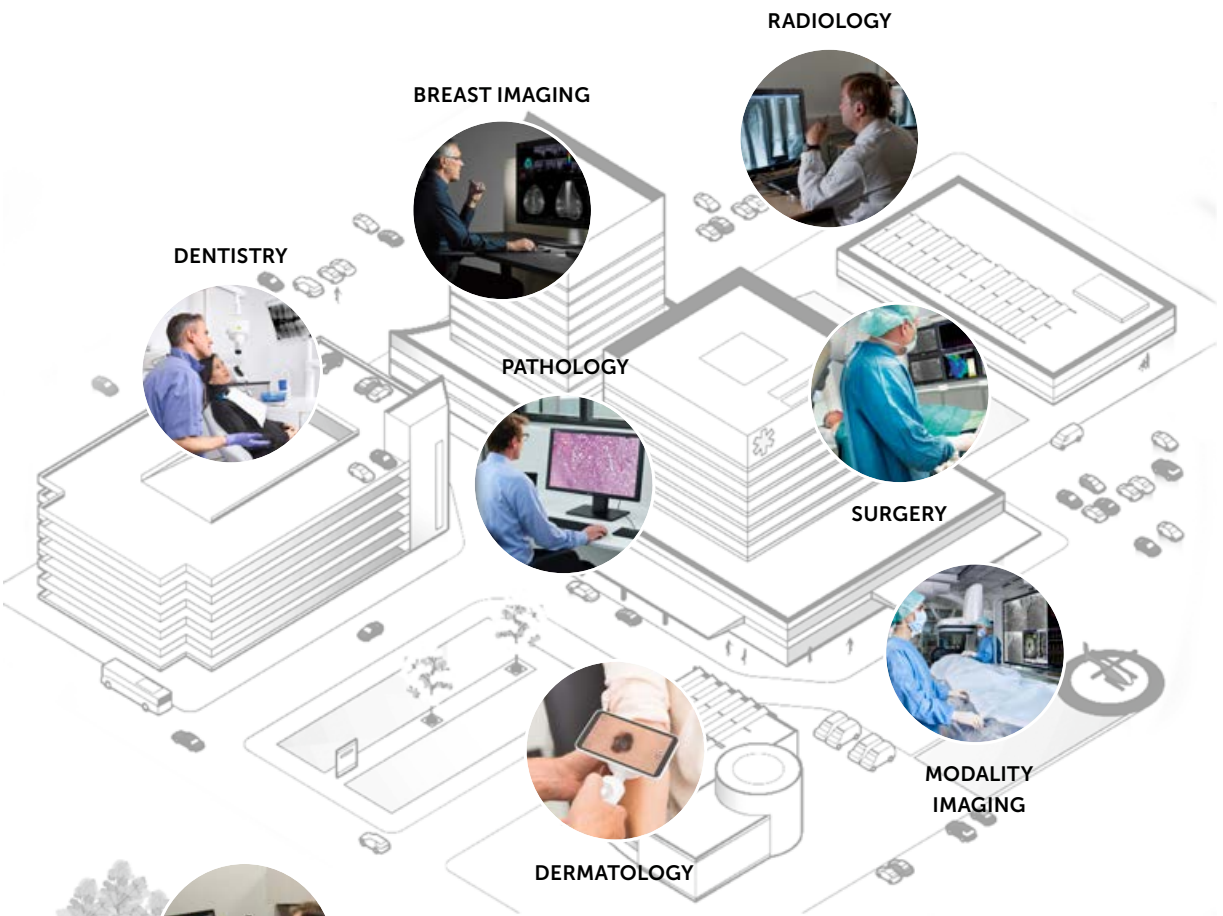 RADIOLOGY
BREAST IMAGING
DENTISTRY
PATHOLOGY
SURGERY
MODALITY
IMAGING
DERMATOLOGY